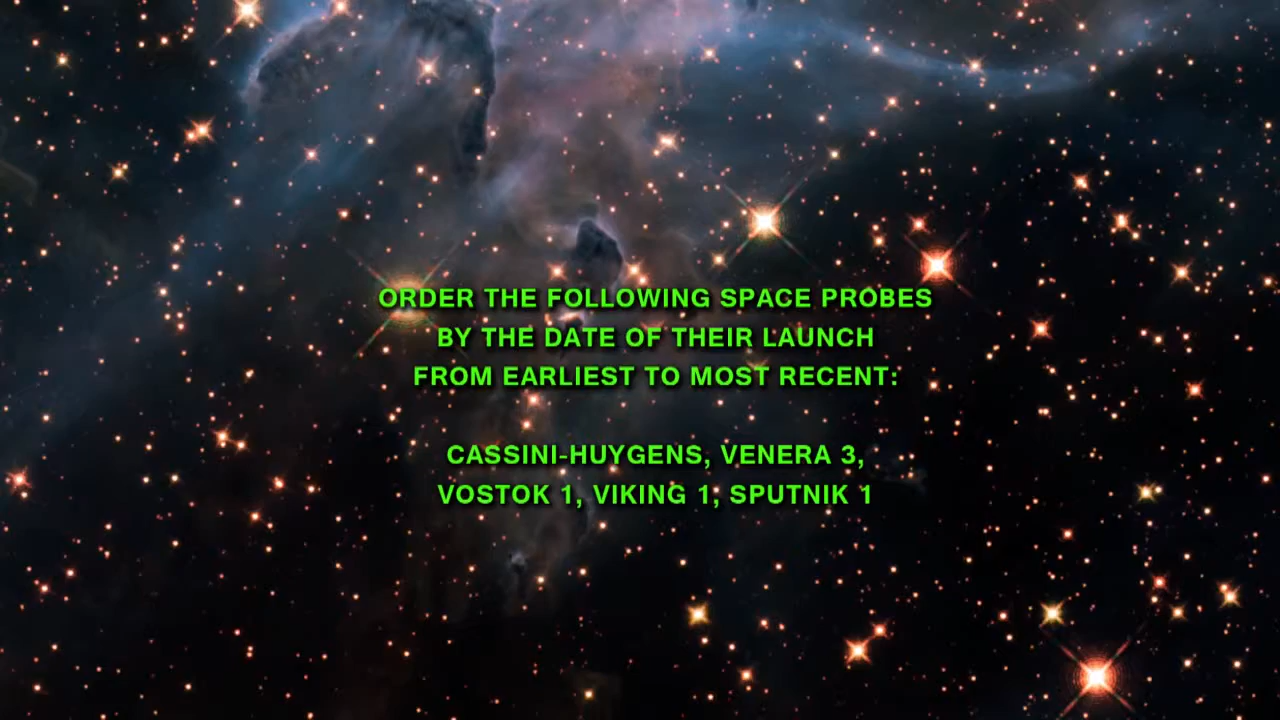 ORDER THE FOLLOWING SPACE PROBES
BY THE DATE OF THEIR LAUNCH
FROM EARLIEST TO MOST RECENT:
CASSINI-HUYGENS, VENERA 3,
VOSTOK 1, VIKING 1, SPUTNIK 1